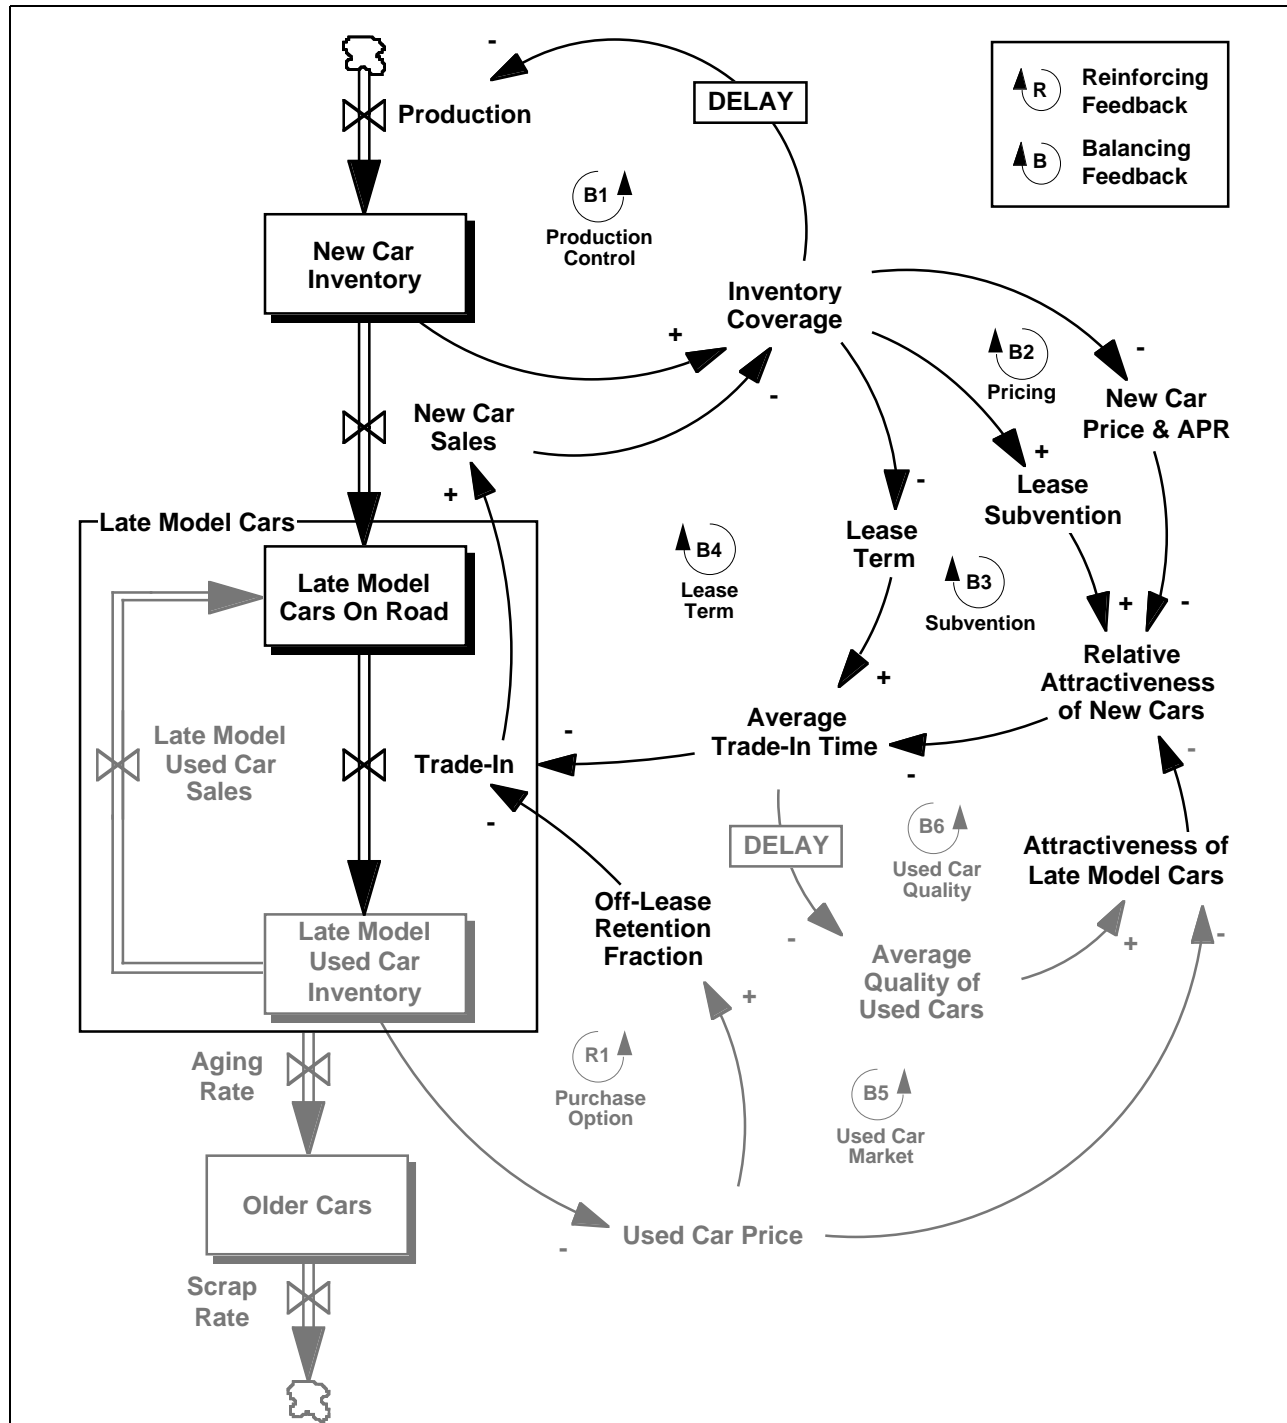 -
DELAY
Production
R
Reinforcing
Feedback
B
Balancing
Feedback
B1
Production
Control
New Car
Inventory
Inventory
Coverage
+
-
B2
Pricing
-
New Car
Price & APR
New Car
Sales
+
-
+
Lease
Subvention
Late Model Cars
Lease
Term
B4
Lease
Term
B3
Subvention
Late Model
Cars On Road
+
-
+
Relative
Attractiveness
of New Cars
Average
Trade-In Time
-
Late Model
Used Car
Sales
Trade-In
-
-
-
DELAY
B6
Used Car
Quality
Attractiveness of
Late Model Cars
Off-Lease
Retention
Fraction
Late Model
Used Car
Inventory
-
+
-
Average
Quality of
Used Cars
+
R1
Purchase
Option
Aging
Rate
B5
Used Car
Market
Older Cars
-
Used Car Price
Scrap
Rate